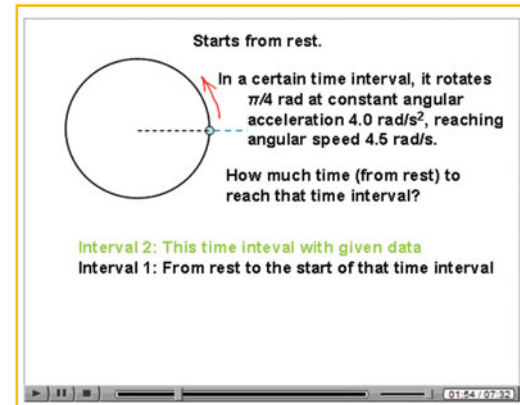 Starts from rest.
In a certain time interval, it rotates
π/4 rad at constant angular
acceleration 4.0 rad/s², reaching
angular speed 4.5 rad/s.
How much time (from rest) to
reach that time interval?
Interval 2: This time inteval with given data
Interval 1: From rest to the start of that time interval
01:54 / 07:32